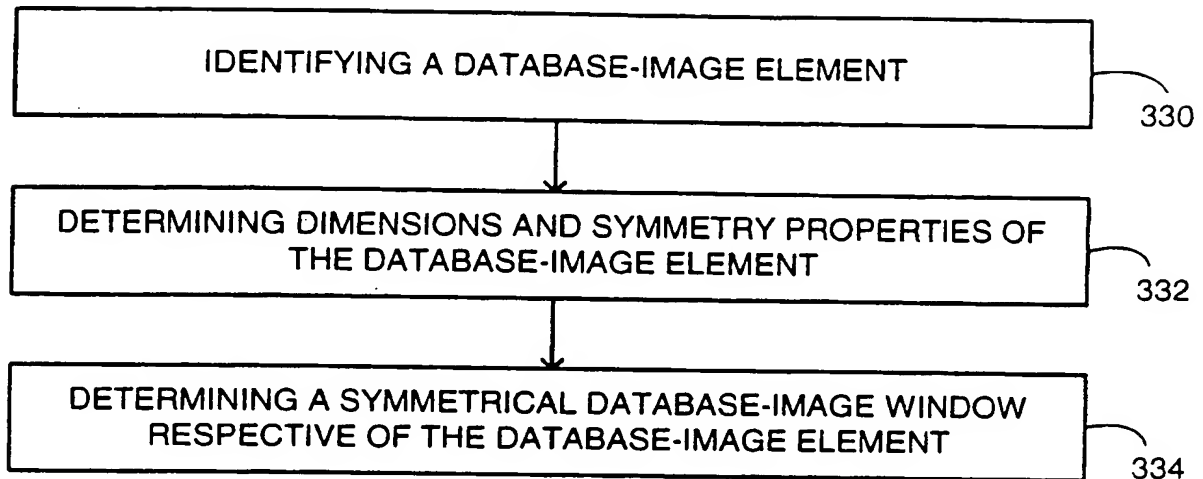 IDENTIFYING A DATABASE-IMAGE ELEMENT
330
DETERMINING DIMENSIONS AND SYMMETRY PROPERTIES OF
THE DATABASE-IMAGE ELEMENT
332
DETERMINING A SYMMETRICAL DATABASE-IMAGE WINDOW
RESPECTIVE OF THE DATABASE-IMAGE ELEMENT
334